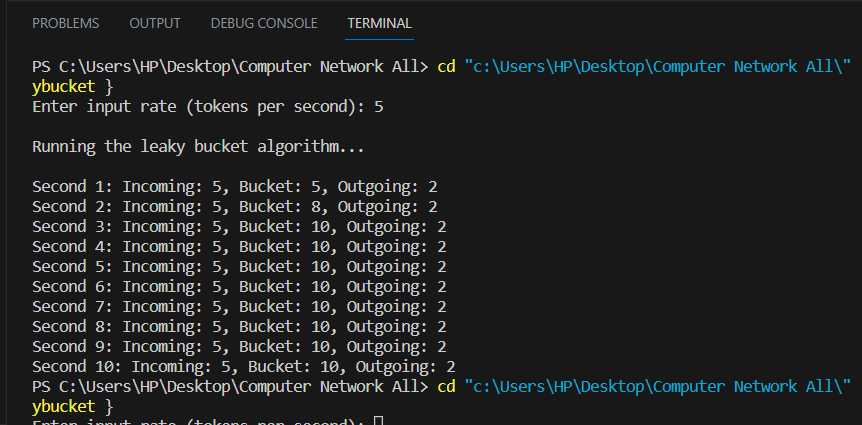 PROBLEMS OUTPUT DEBUG CONSOLE TERMINAL
PS C:\Users\HP\Desktop\Computer Network All> cd "c:\Users\HP\Desktop\Computer Network All\"
ybucket }
Enter input rate (tokens per second): 5
Running the leaky bucket algorithm...
Second 1: Incoming: 5, Bucket: 5, Outgoing: 2
Second 2: Incoming: 5, Bucket: 8, Outgoing: 2
Second 3: Incoming: 5, Bucket: 10, Outgoing: 2
Second 4: Incoming: 5, Bucket: 10, Outgoing: 2
Second 5: Incoming: 5, Bucket: 10, Outgoing: 2
Second 6: Incoming: 5, Bucket: 10, Outgoing: 2
Second 7: Incoming: 5, Bucket: 10, Outgoing: 2
Second 8: Incoming: 5, Bucket: 10, Outgoing: 2
Second 9: Incoming: 5, Bucket: 10, Outgoing: 2
Second 10: Incoming: 5, Bucket: 10, Outgoing: 2
PS C:\Users\HP\Desktop\Computer Network All> cd "c:\Users\HP\Desktop\Computer Network All\"
ybucket }
Enter input rate (tokens per second):